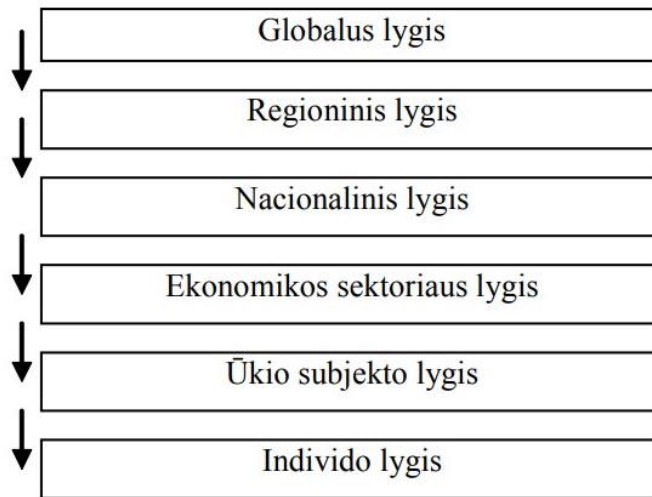 Globalus lygis
Regioninis lygis
Nacionalinis lygis
Ekonomikos sektoriaus lygis
Ūkio subjekto lygis
Individo lygis